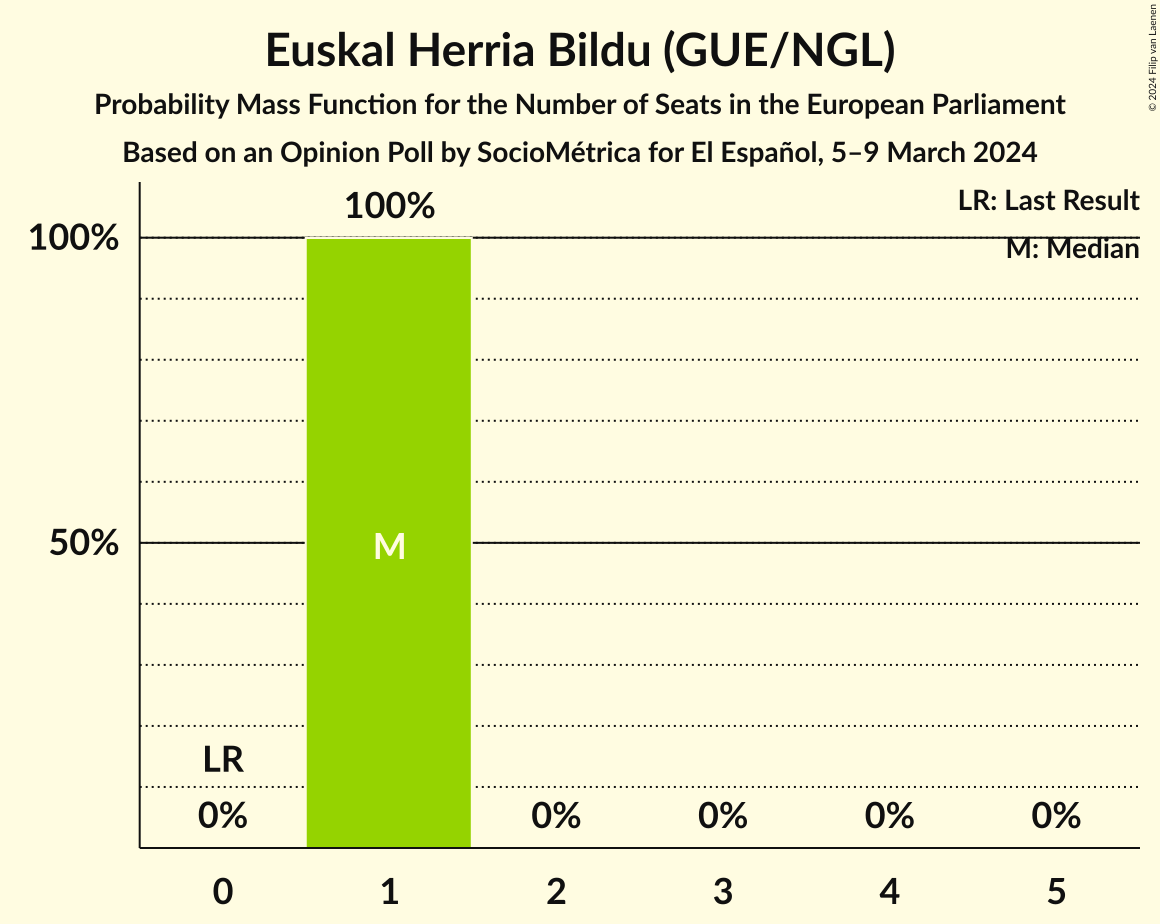 Euskal Herria Bildu (GUE/NGL)
Probability Mass Function for the Number of Seats in the European Parliament
Based on an Opinion Poll by SocioMétrica for El Español, 5–9 March 2024
© 2024 Filip van Laenen
LR: Last Result
M: Median
100%
100%
50%
M
LR
0%
0%
0%
0%
0%
0
1
2
3
4
5